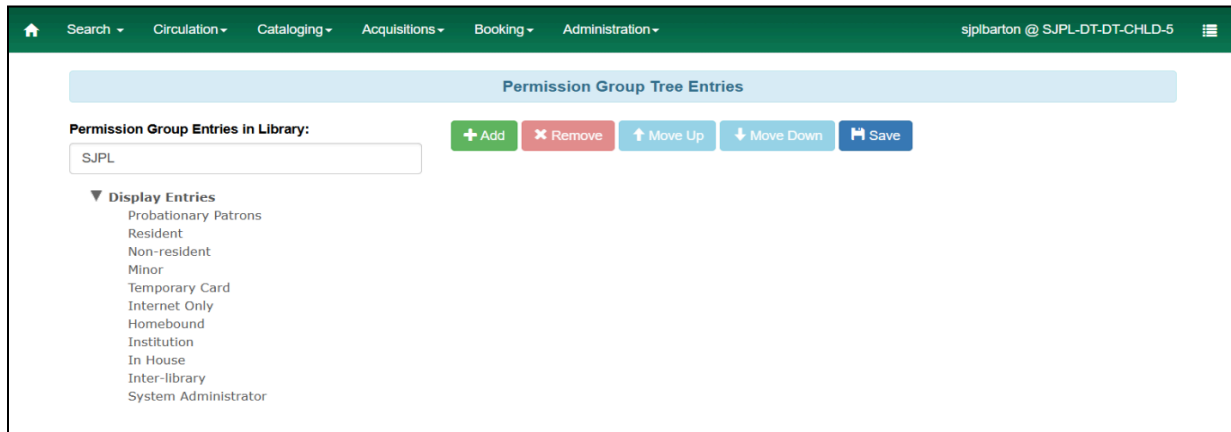 Search Circulation Cataloging Acquisitions Booking Administration sjplbarton @ SJPL-DT-DT-CHLD-5
Permission Group Tree Entries
Permission Group Entries in Library:
Add Remove Move Up Move Down Save
SJPL
Display Entries
Probationary Patrons
Resident
Non-resident
Minor
Temporary Card
Internet Only
Homebound
Institution
In House
Inter-library
System Administrator